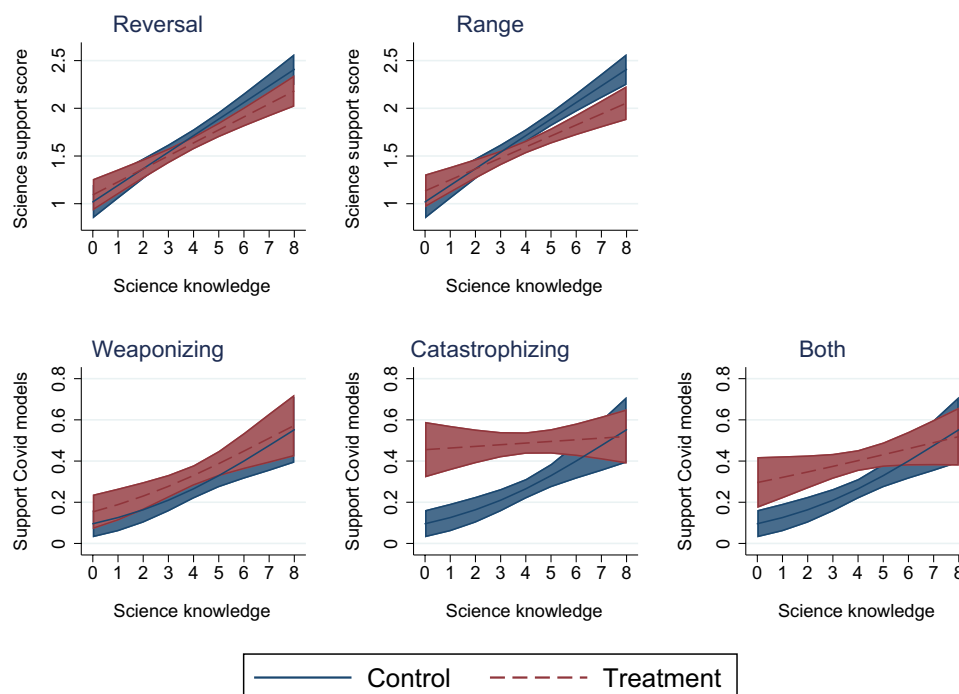 Reversal
Range
Science support score
2.5
2
1.5
1
0 1 2 3 4 5 6 7 8
Science knowledge
Science support score
2.5
2
1.5
1
0 1 2 3 4 5 6 7 8
Science knowledge
Weaponizing
Catastrophizing
Both
Support Covid models
0.8
0.6
0.4
0.2
0
0 1 2 3 4 5 6 7 8
Science knowledge
Support Covid models
0.8
0.6
0.4
0.2
0
0 1 2 3 4 5 6 7 8
Science knowledge
Support Covid models
0.8
0.6
0.4
0.2
0
0 1 2 3 4 5 6 7 8
Science knowledge
Control
Treatment